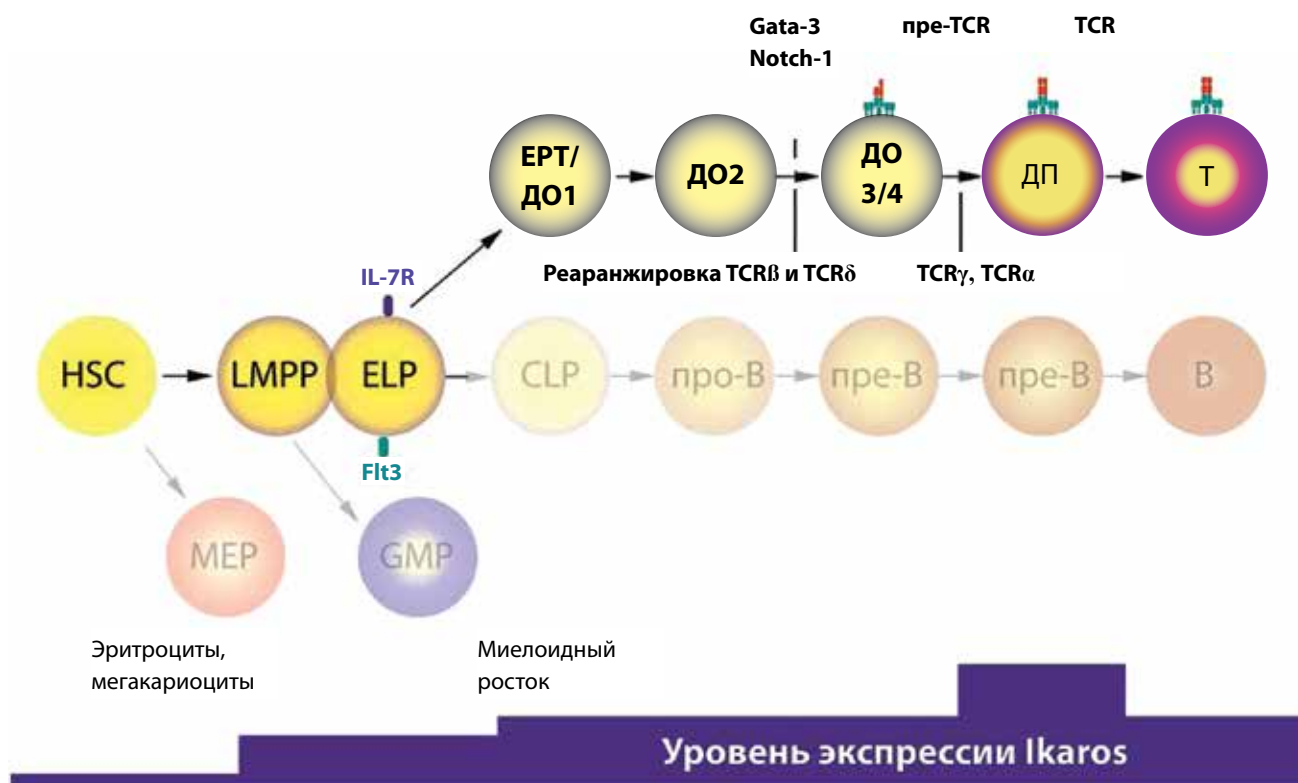 Gata-3
Notch-1
пре-TCR
TCR
ЕРТ/
ДО1
ДО2
ДО
3/4
ДП
Т
Реаранжировка TCRß и TCRδ
TCRγ, TCRα
IL-7R
HSC
LMPP
ELP
CLP
про-В
пре-В
пре-В
В
Flt3
MEP
GMP
Эритроциты,
мегакариоциты
Миелоидный
росток
Уровень экспрессии Ikaros